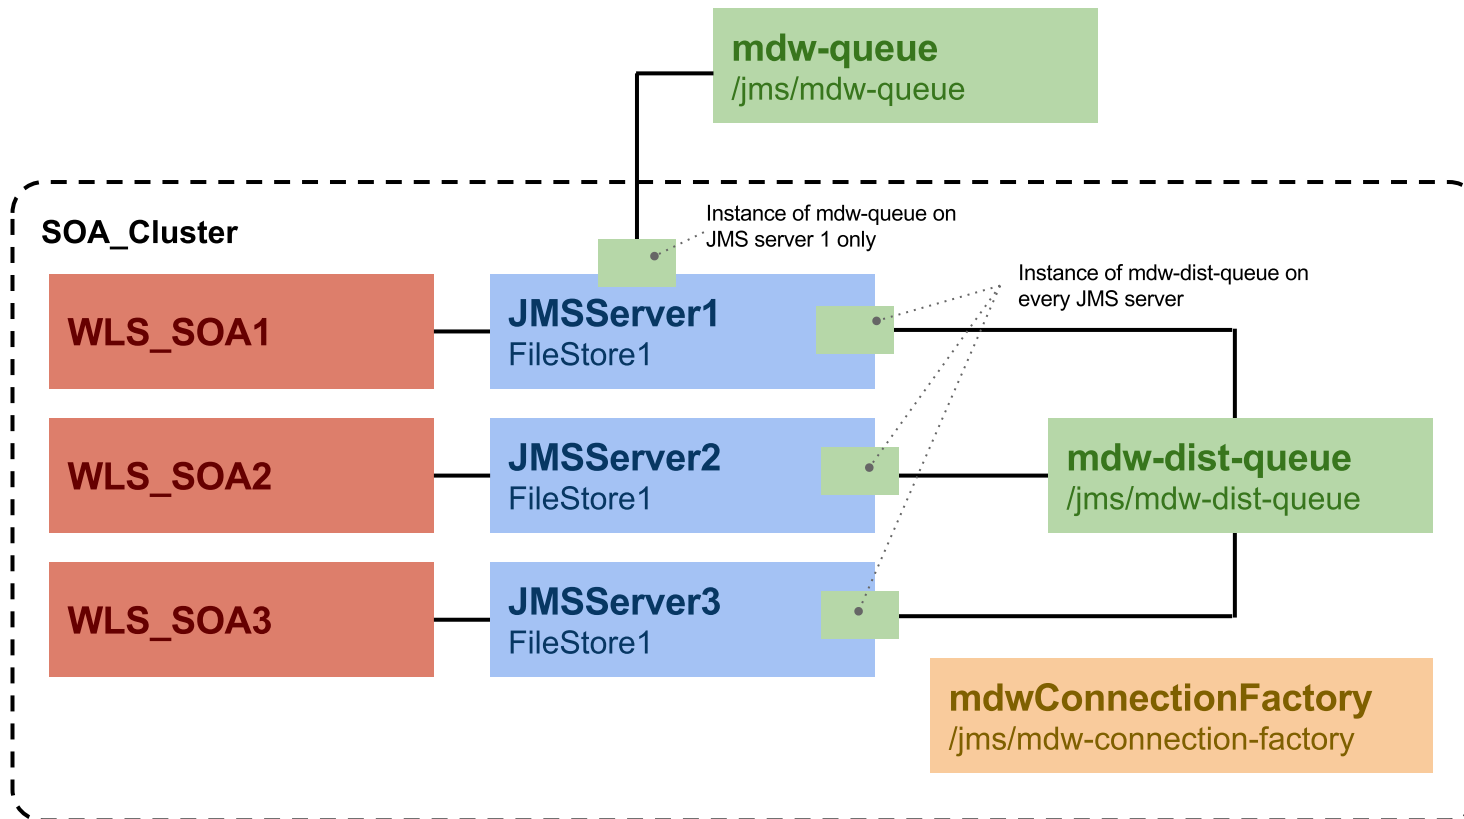 mdw-queue
/jms/mdw-queue
SOA_Cluster
Instance of mdw-queue on
JMS server 1 only
Instance of mdw-dist-queue on
every JMS server
WLS_SOA1
JMSServer1
FileStore1
WLS_SOA2
JMSServer2
FileStore1
mdw-dist-queue
/jms/mdw-dist-queue
WLS_SOA3
JMSServer3
FileStore1
mdwConnectionFactory
/jms/mdw-connection-factory